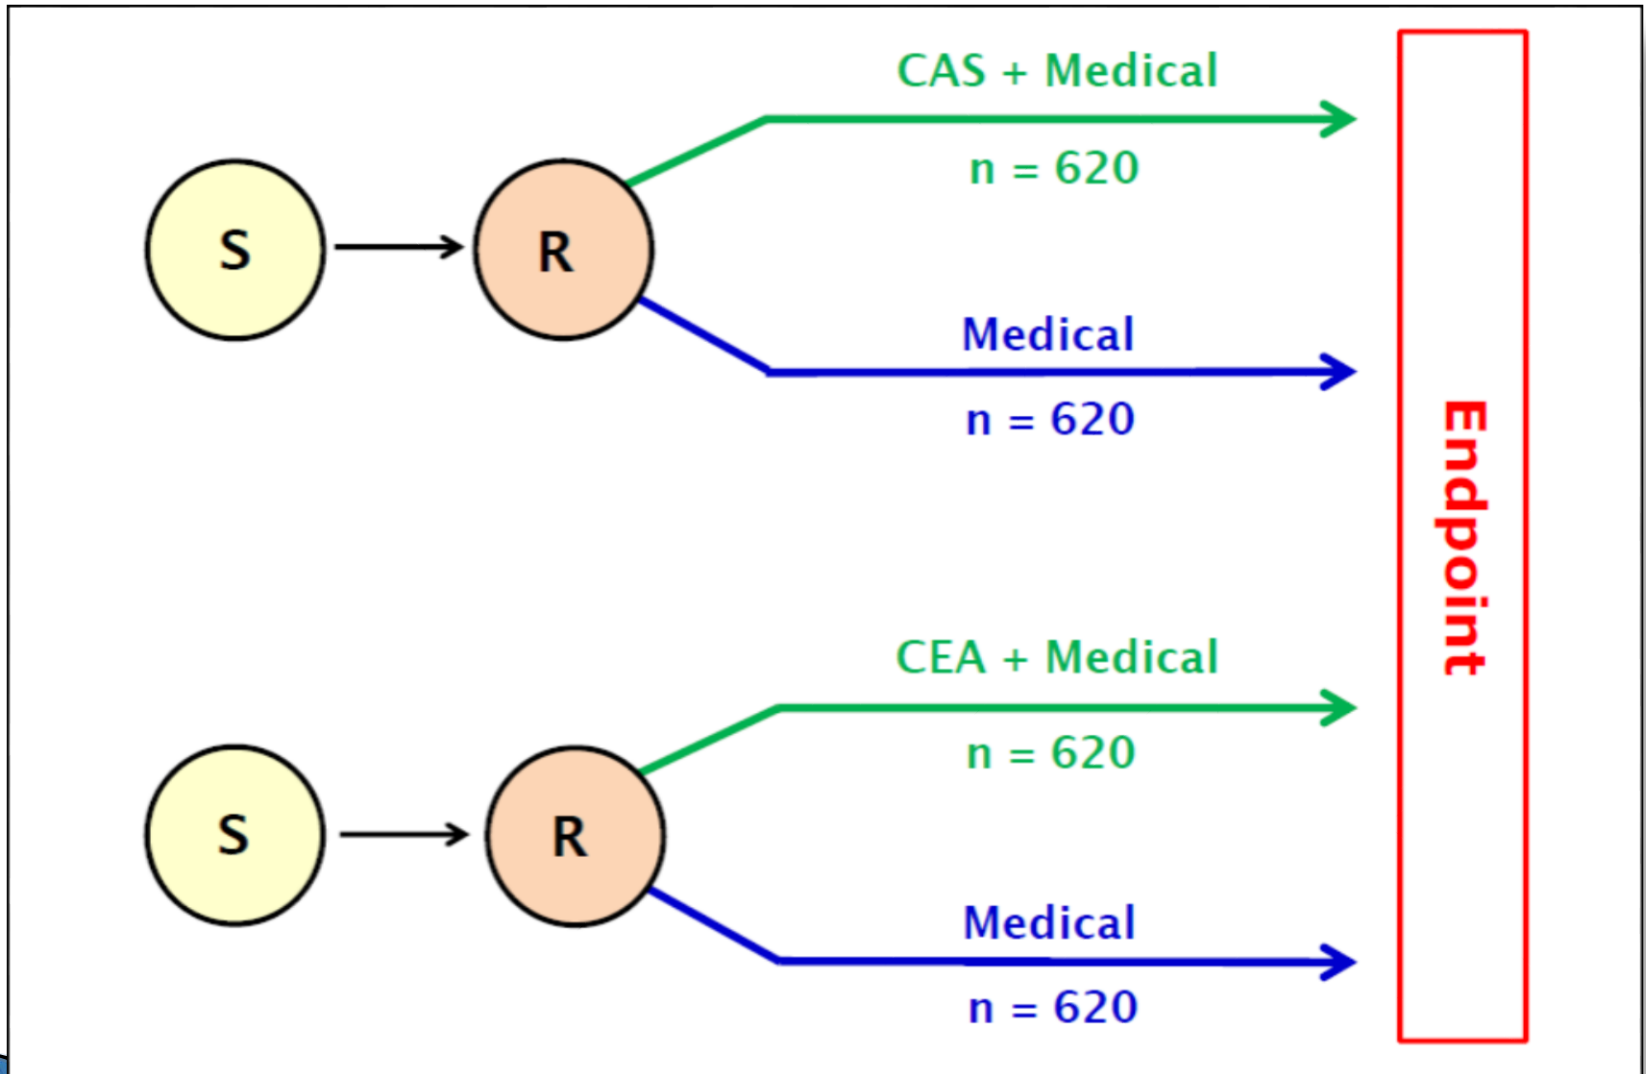 CAS + Medical
n = 620
S
R
Medical
n = 620
Endpoint
CEA + Medical
n = 620
S
R
Medical
n = 620